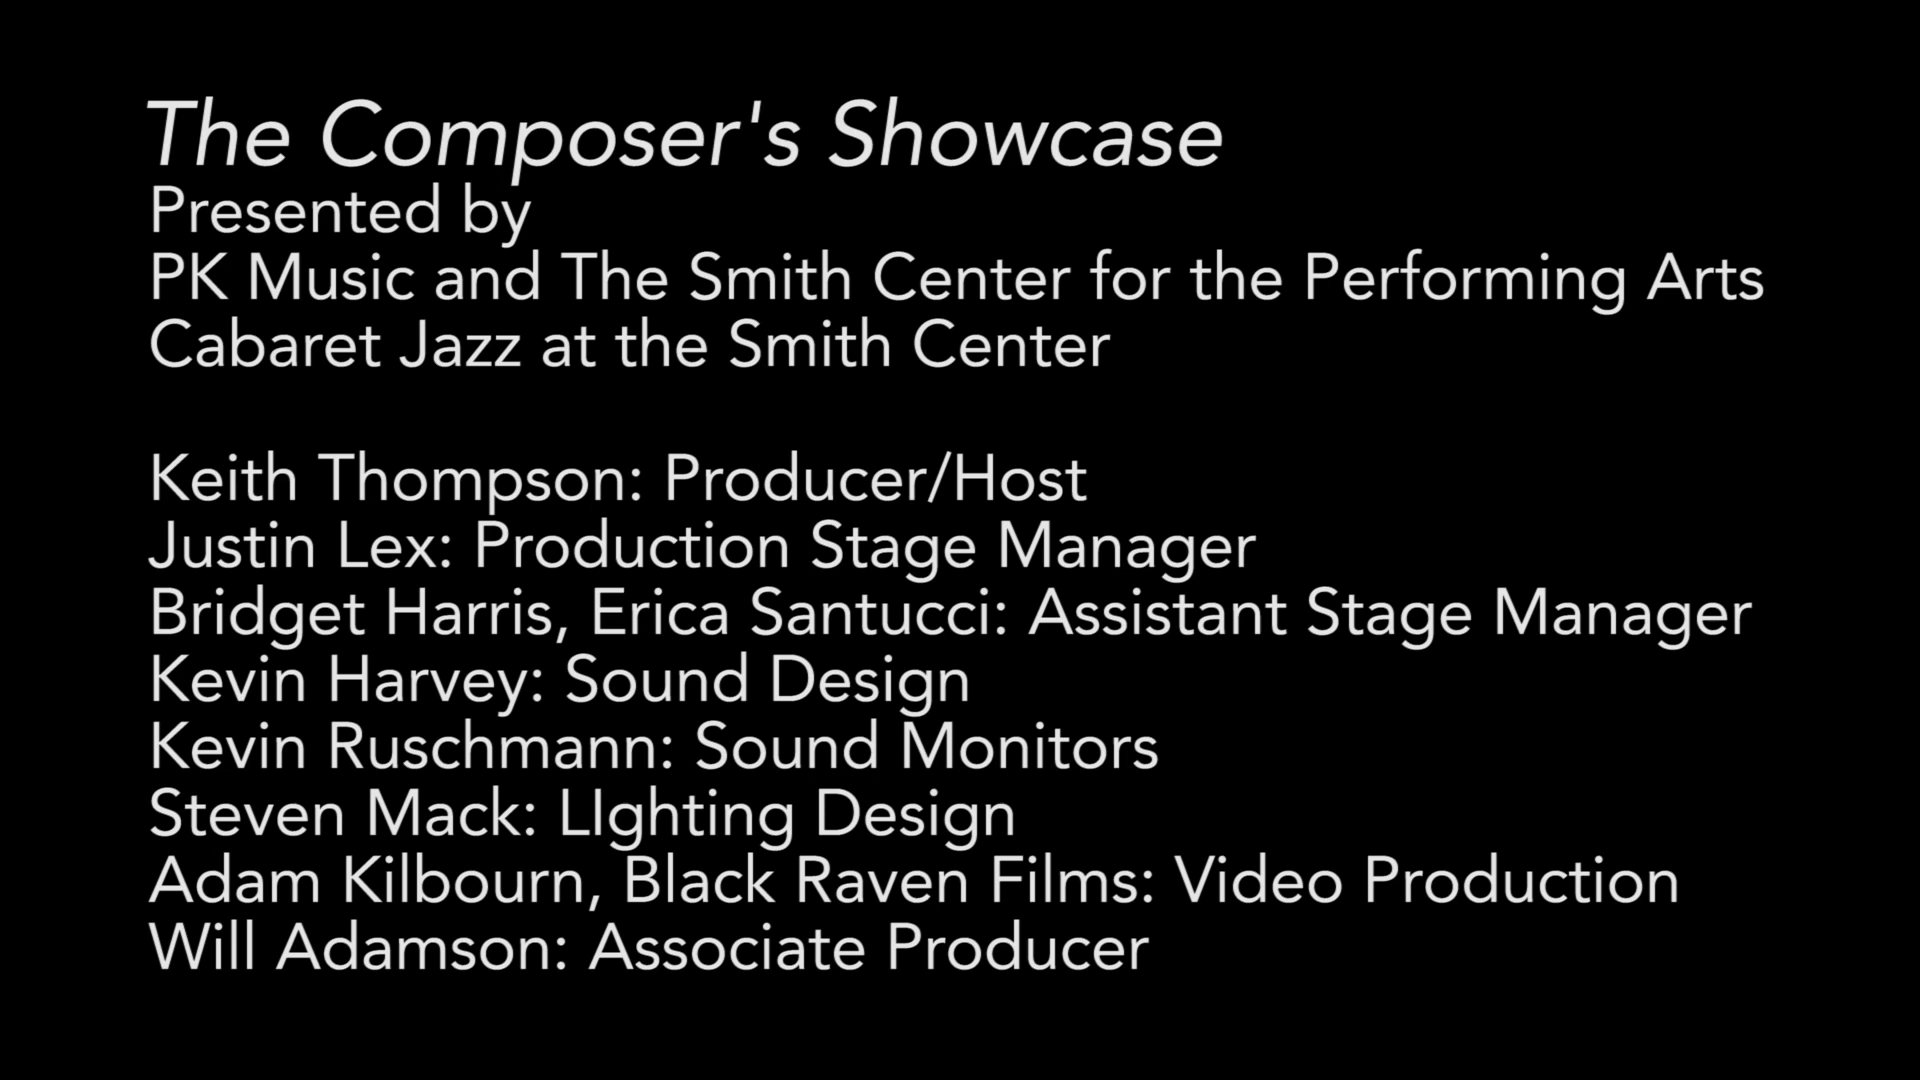 The Composer's Showcase
Presented by
PK Music and The Smith Center for the Performing Arts
Cabaret Jazz at the Smith Center
Keith Thompson: Producer/Host
Justin Lex: Production Stage Manager
Bridget Harris, Erica Santucci: Assistant Stage Manager
Kevin Harvey: Sound Design
Kevin Ruschmann: Sound Monitors
Steven Mack: LIghting Design
Adam Kilbourn, Black Raven Films: Video Production
Will Adamson: Associate Producer